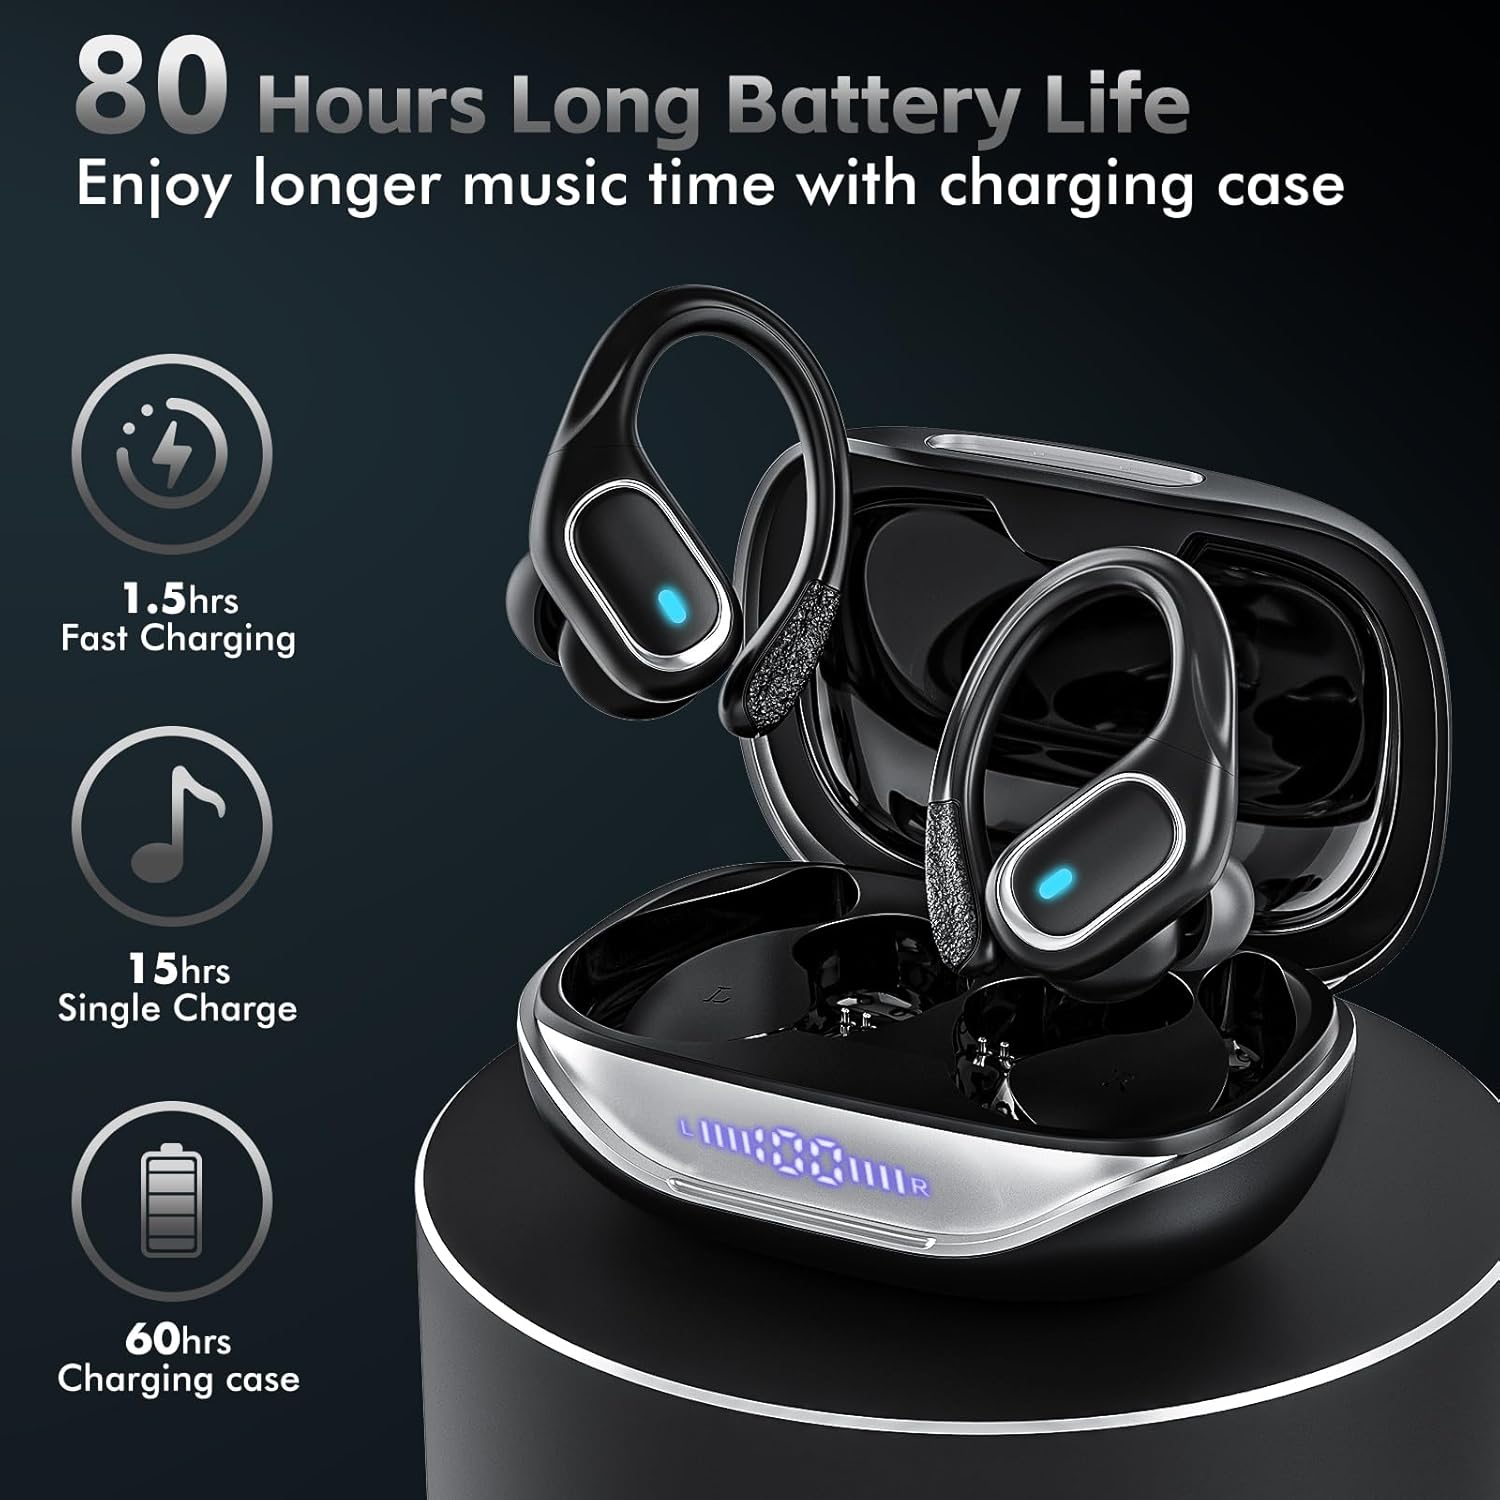 80 Hours Long Battery Life
Enjoy longer music time with charging case
1.5hrs
Fast Charging
15hrs
Single Charge
60hrs
Charging case
L
L 100 R